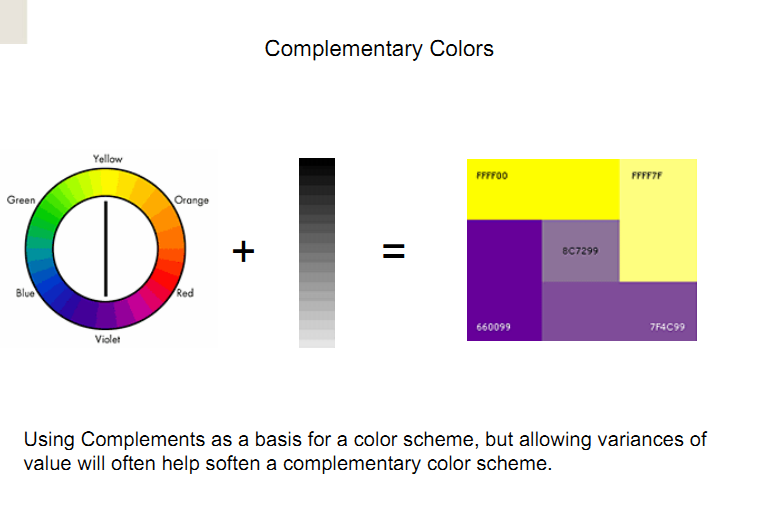 Complementary Colors
Yellow
Green
Orange
Blue
Red
Violet
+
=
FFFF00
FFFF7F
8C7299
660099
7F4C99
Using Complements as a basis for a color scheme, but allowing variances of
value will often help soften a complementary color scheme.